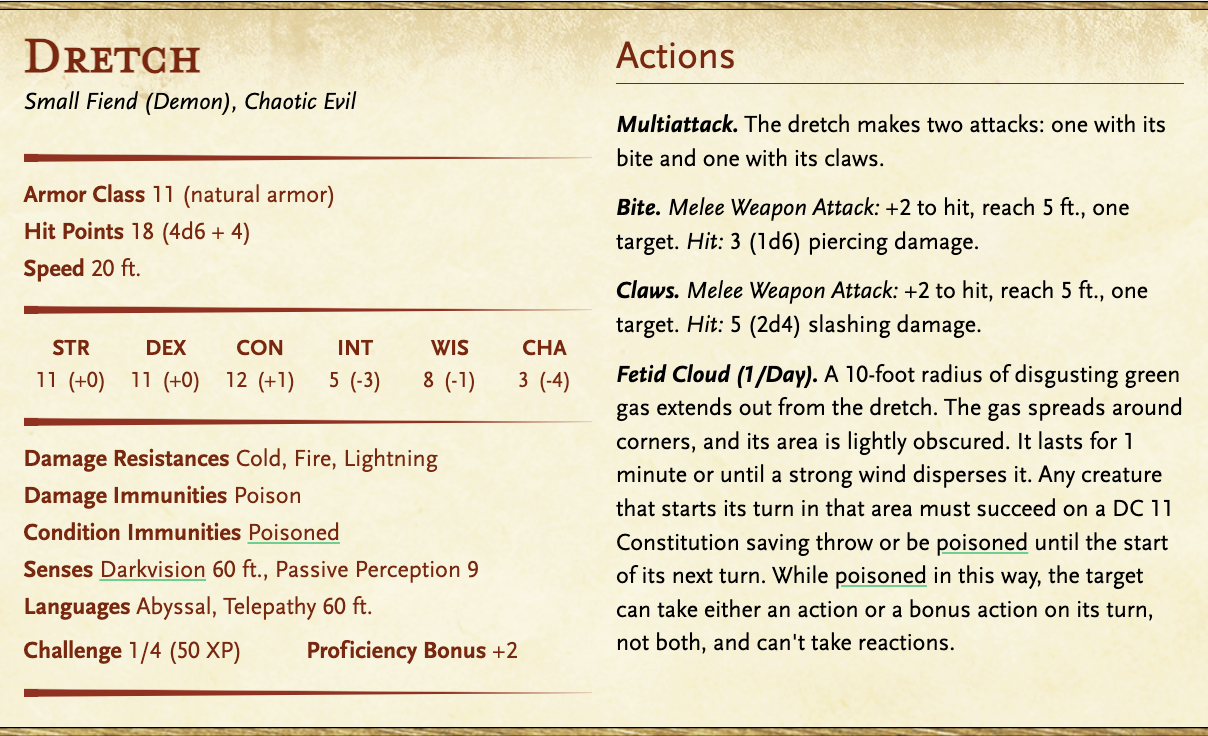 Dretch
Small Fiend (Demon), Chaotic Evil
Armor Class 11 (natural armor)
Hit Points 18 (4d6 + 4)
Speed 20 ft.
STR DEX CON INT WIS CHA
11 (+0) 11 (+0) 12 (+1) 5 (-3) 8 (-1) 3 (-4)
Damage Resistances Cold, Fire, Lightning
Damage Immunities Poison
Condition Immunities Poisoned
Senses Darkvision 60 ft., Passive Perception 9
Languages Abyssal, Telepathy 60 ft.
Challenge 1/4 (50 XP) Proficiency Bonus +2
Actions
Multiattack. The dretch makes two attacks: one with its
bite and one with its claws.
Bite. Melee Weapon Attack: +2 to hit, reach 5 ft., one
target. Hit: 3 (1d6) piercing damage.
Claws. Melee Weapon Attack: +2 to hit, reach 5 ft., one
target. Hit: 5 (2d4) slashing damage.
Fetid Cloud (1/Day). A 10-foot radius of disgusting green
gas extends out from the dretch. The gas spreads around
corners, and its area is lightly obscured. It lasts for 1
minute or until a strong wind disperses it. Any creature
that starts its turn in that area must succeed on a DC 11
Constitution saving throw or be poisoned until the start
of its next turn. While poisoned in this way, the target
can take either an action or a bonus action on its turn,
not both, and can't take reactions.